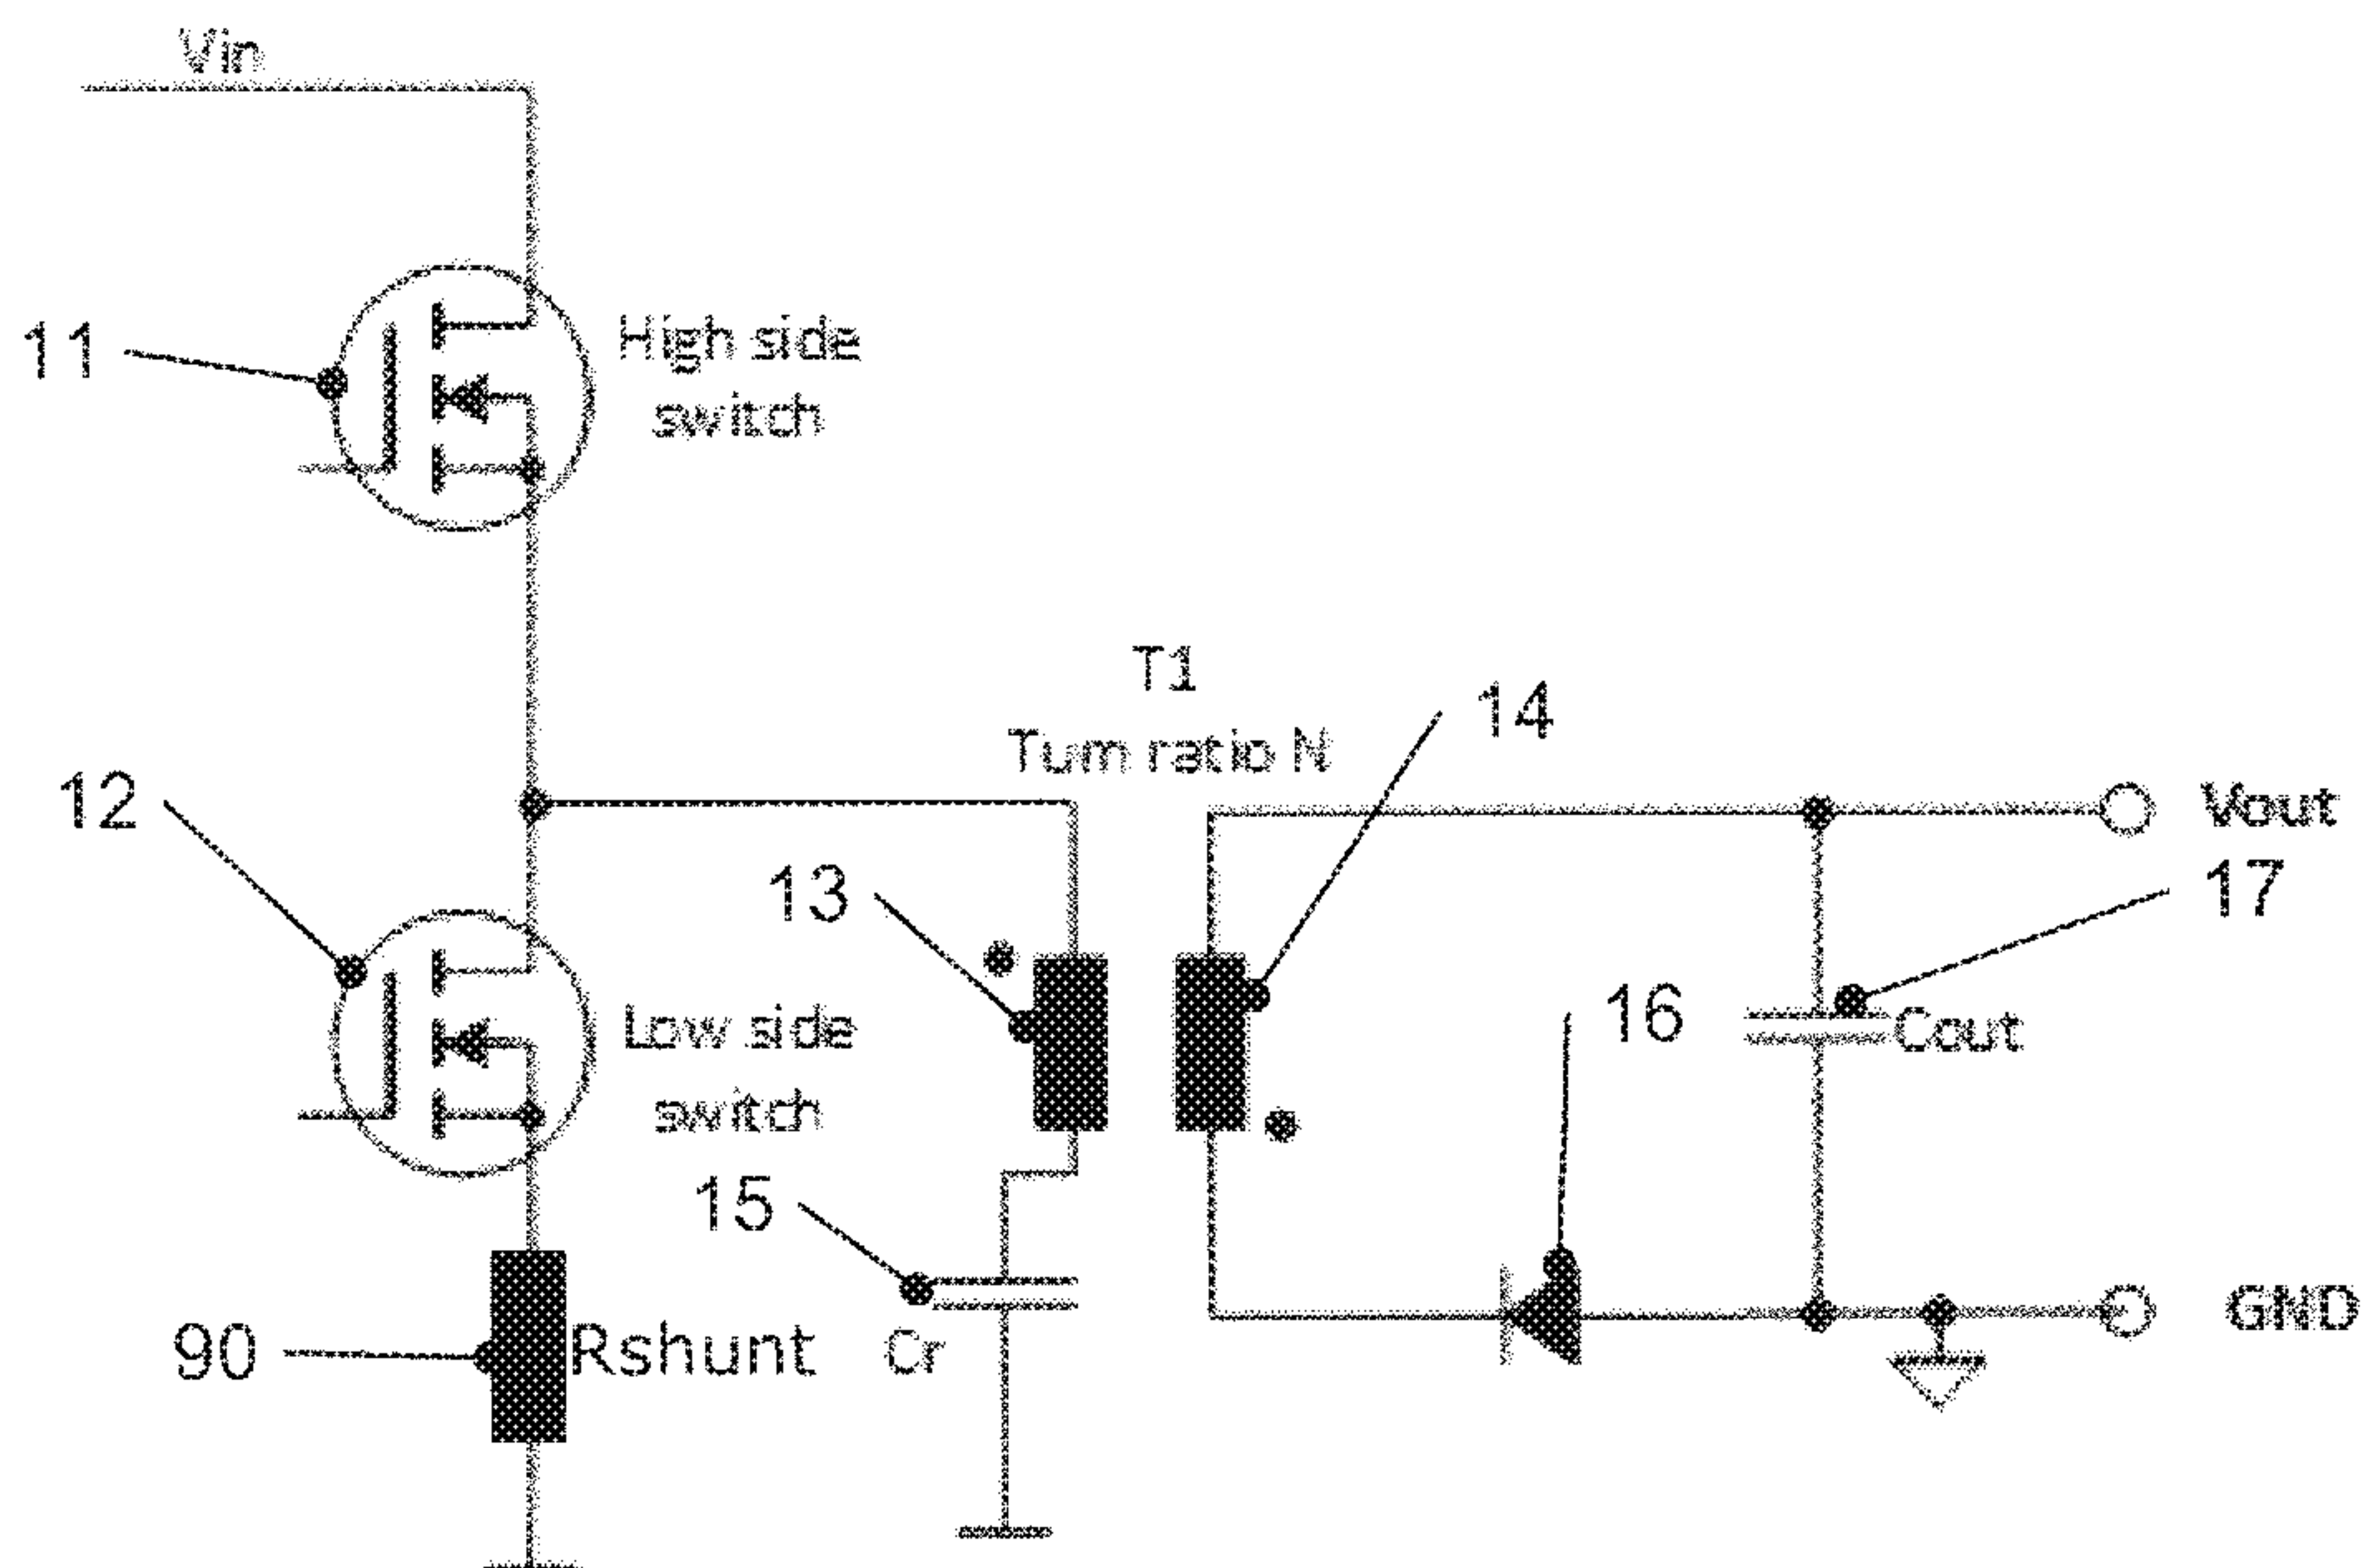 Vin
11
High side
switch
T1
Turn ratio N
14
12
Vout
13
17
16
Low side
switch
Cout
15
90
Rshunt
Cr
GND